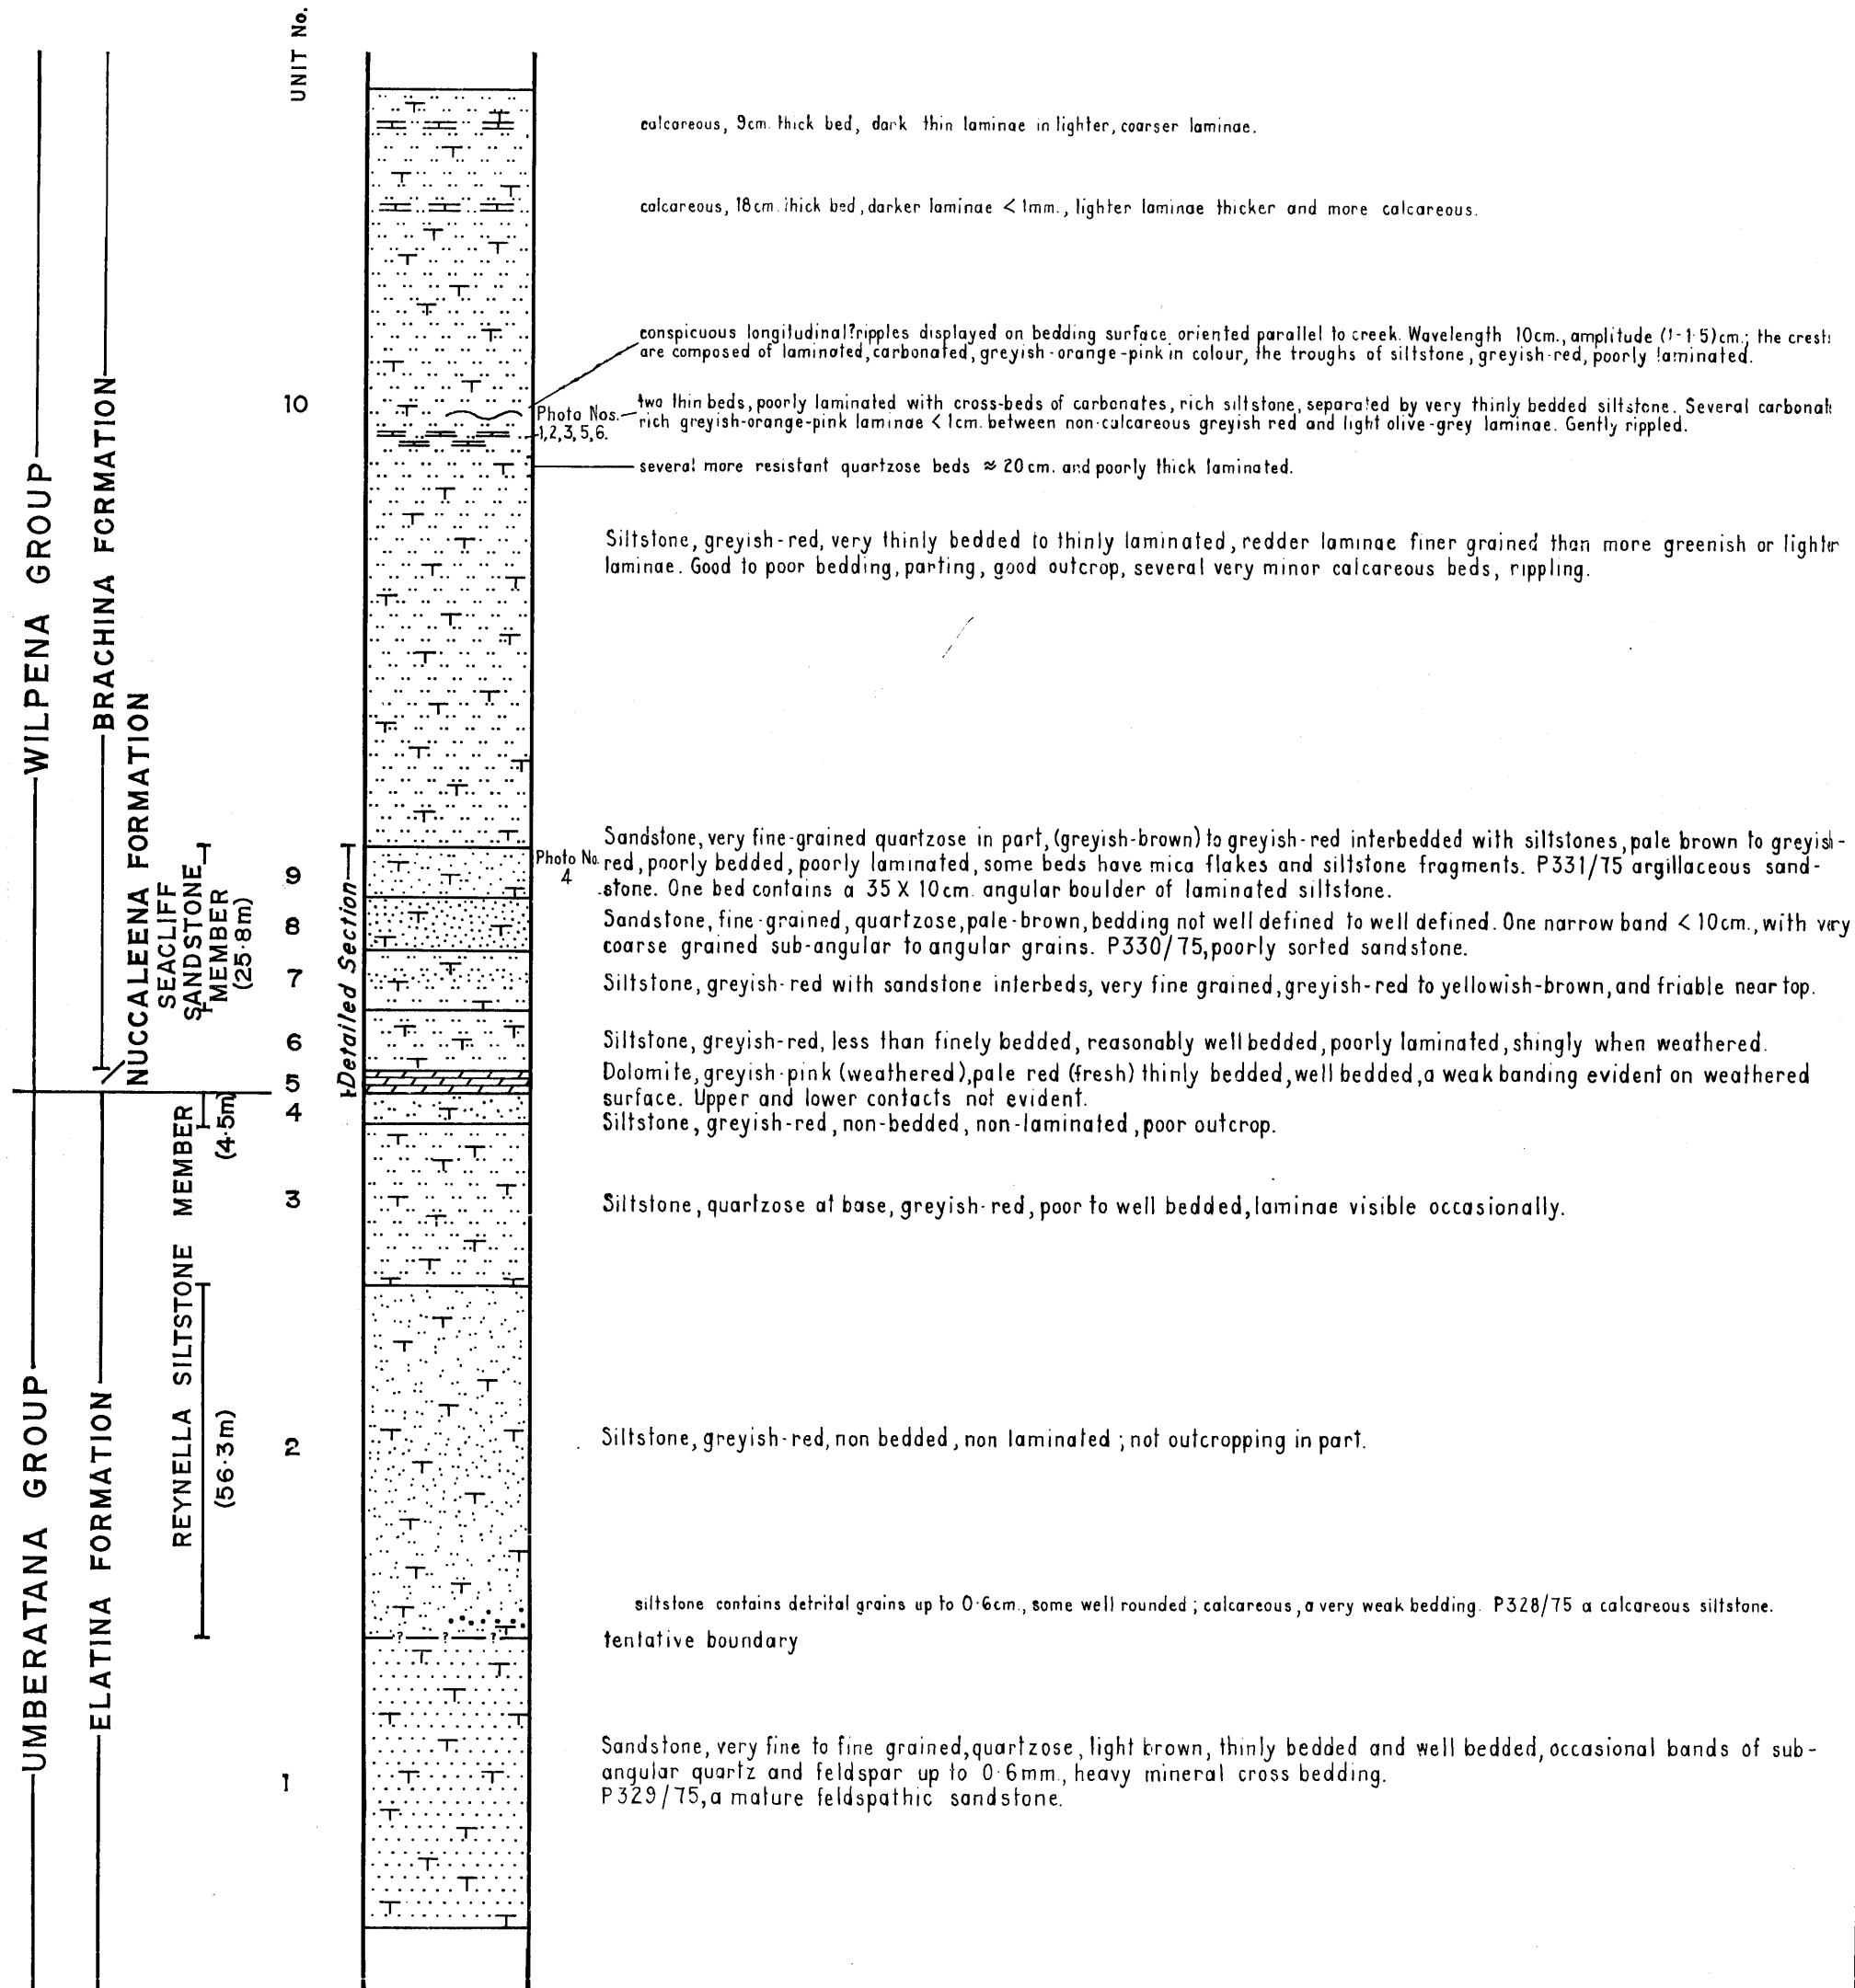 UNIT No.
WILPENA GROUP
BRACHINA FORMATION
NUCCALEENA FORMATION
SEACLIFF
SANDSTONE
MEMBER
(25·8m)
Detailed Section
UMBERATANA GROUP
ELATINA FORMATION
REYNELLA SILTSTONE MEMBER
(4·5m)
(56·3m)
calcareous, 9cm. thick bed, dark thin laminae in lighter, coarser laminae.
calcareous, 18cm. thick bed, darker laminae < 1mm., lighter laminae thicker and more calcareous.
conspicuous longitudinal?ripples displayed on bedding surface oriented parallel to creek. Wavelength 10cm., amplitude (1-1·5)cm.; the crests
are composed of laminated, carbonated, greyish-orange-pink in colour, the troughs of siltstone, greyish-red, poorly laminated.
10
Photo Nos.
1,2,3,5,6.
two thin beds, poorly laminated with cross-beds of carbonates, rich siltstone, separated by very thinly bedded siltstone. Several carbonate
rich greyish-orange-pink laminae < 1cm. between non-calcareous greyish red and light olive-grey laminae. Gently rippled.
several more resistant quartzose beds ≈ 20cm. and poorly thick laminated.
Siltstone, greyish-red, very thinly bedded to thinly laminated, redder laminae finer grained than more greenish or lighter
laminae. Good to poor bedding, parting, good outcrop, several very minor calcareous beds, rippling.
9
Photo No.
4
Sandstone, very fine-grained quartzose in part, (greyish-brown) to greyish-red interbedded with siltstones, pale brown to greyish-
red, poorly bedded, poorly laminated, some beds have mica flakes and siltstone fragments. P331/75 argillaceous sand-
stone. One bed contains a 35 X 10cm. angular boulder of laminated siltstone.
8
Sandstone, fine-grained, quartzose, pale-brown, bedding not well defined to well defined. One narrow band < 10cm., with very
coarse grained sub-angular to angular grains. P330/75, poorly sorted sandstone.
7
Siltstone, greyish-red with sandstone interbeds, very fine grained, greyish-red to yellowish-brown, and friable near top.
6
Siltstone, greyish-red, less than finely bedded, reasonably well bedded, poorly laminated, shingly when weathered.
5
Dolomite, greyish-pink (weathered), pale red (fresh) thinly bedded, well bedded, a weak banding evident on weathered
surface. Upper and lower contacts not evident.
4
Siltstone, greyish-red, non-bedded, non-laminated, poor outcrop.
3
Siltstone, quartzose at base, greyish-red, poor to well bedded, laminae visible occasionally.
2
Siltstone, greyish-red, non bedded, non laminated ; not outcropping in part.
siltstone contains detrital grains up to 0·6cm., some well rounded ; calcareous, a very weak bedding. P328/75 a calcareous siltstone.
? ? ?
tentative boundary
1
Sandstone, very fine to fine grained, quartzose, light brown, thinly bedded and well bedded, occasional bands of sub-
angular quartz and feldspar up to 0·6mm., heavy mineral cross bedding.
P329/75, a mature feldspathic sandstone.